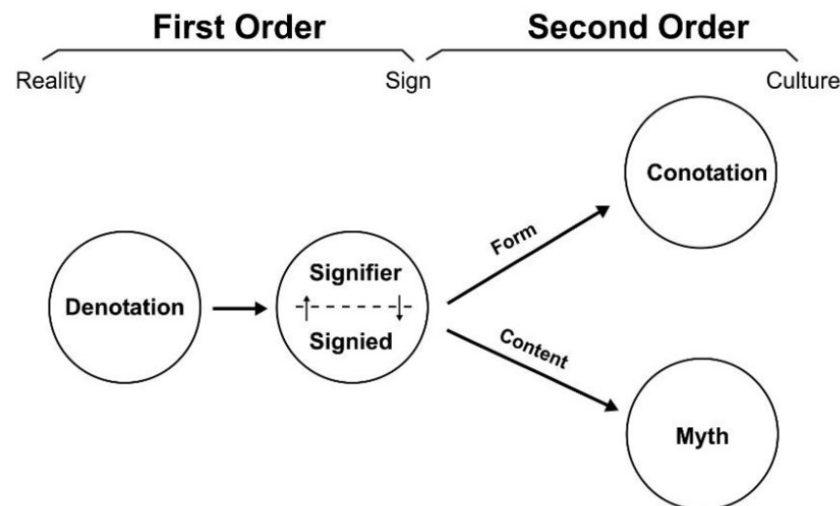 First Order
Second Order
Reality
Sign
Culture
Conotation
Form
Denotation
Signifier
Signied
Content
Myth